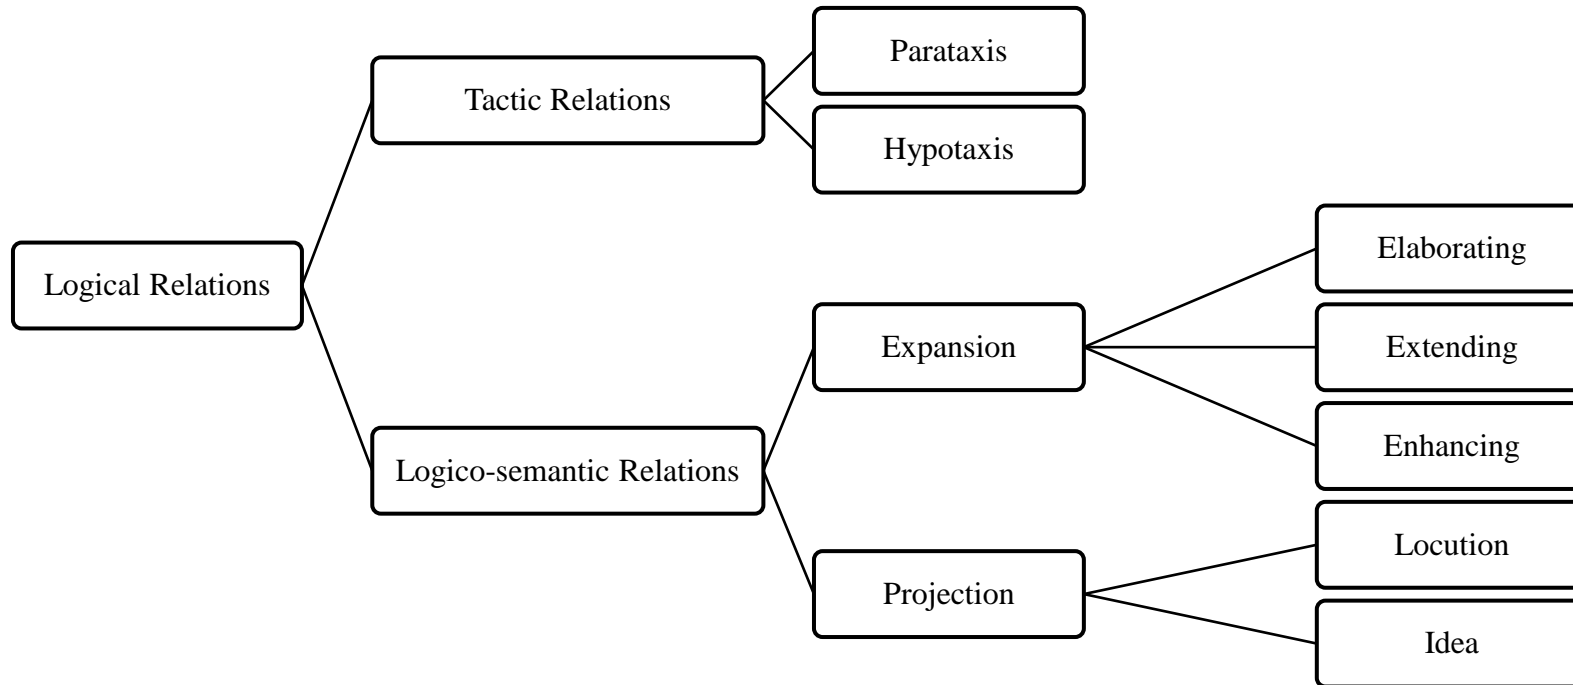 Parataxis
Tactic Relations
Hypotaxis
Elaborating
Logical Relations
Expansion
Extending
Enhancing
Logico-semantic Relations
Locution
Projection
Idea